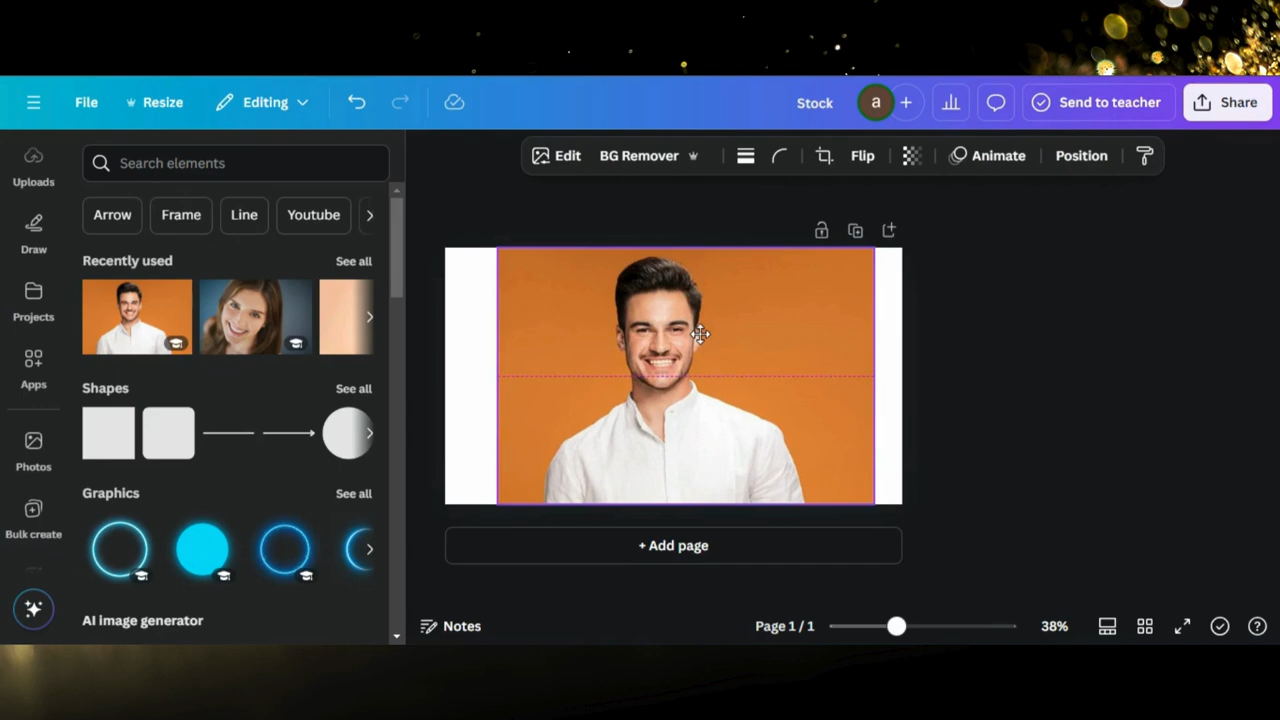 File Resize Editing Stock a + Send to teacher Share
Uploads
Draw
Projects
Apps
Photos
Bulk create
Search elements
Arrow Frame Line Youtube
Recently used See all
Shapes See all
Graphics See all
AI image generator
Edit BG Remover Flip Animate Position
+ Add page
Notes Page 1 / 1 38%